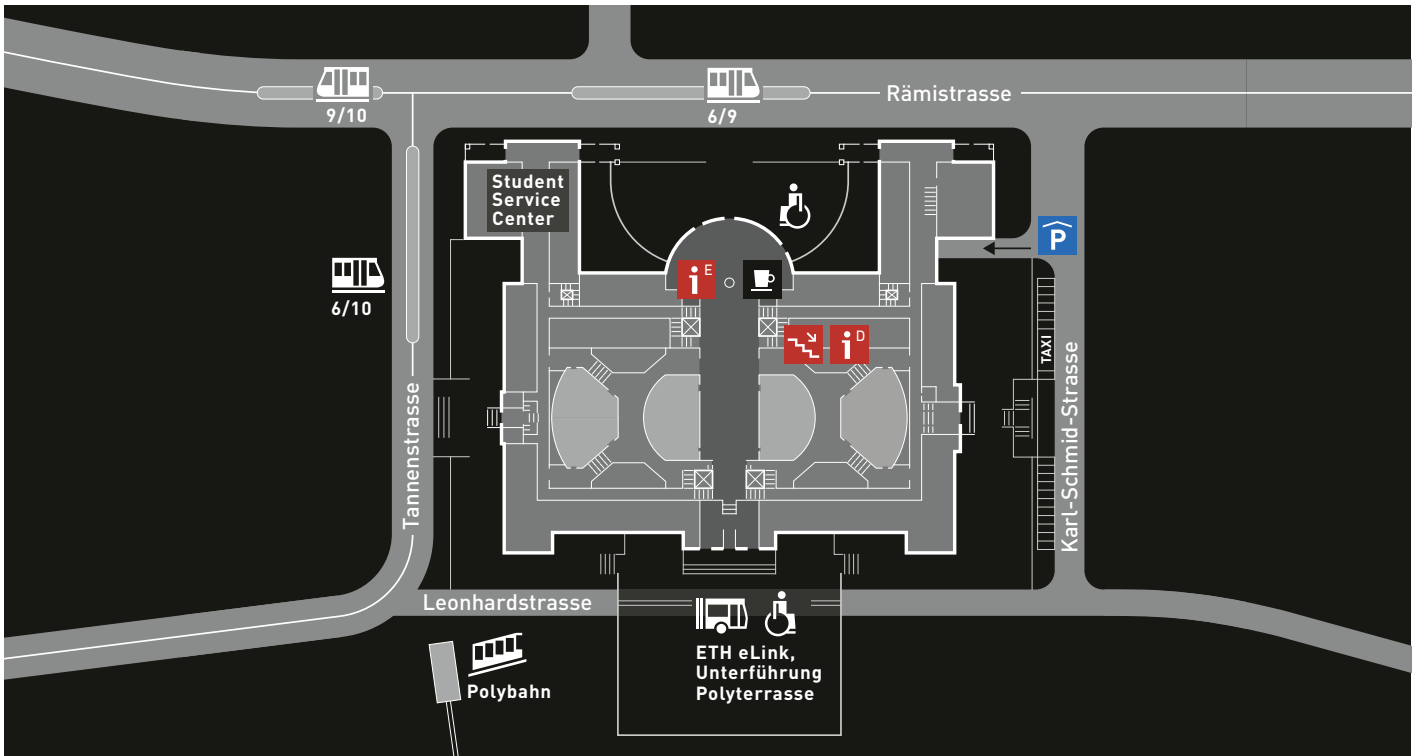 9/10
6/9
Rämistrasse
Student
Service
Center
P
6/10
i E
i D
TAXI
Karl-Schmid-Strasse
Tannenstrasse
Leonhardstrasse
ETH eLink,
Unterführung
Polyterrasse
Polybahn